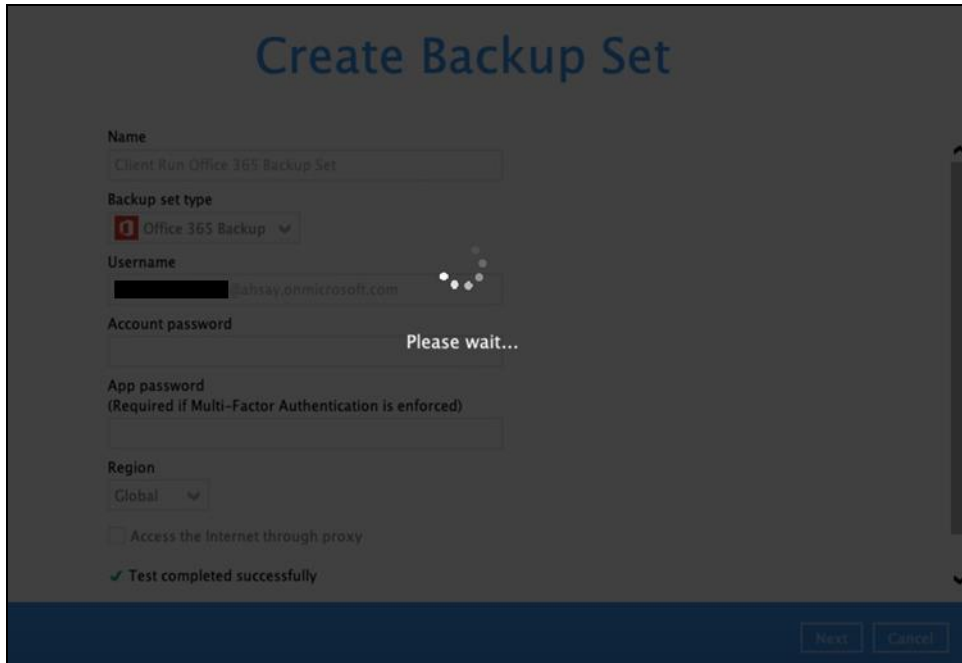 Create Backup Set
Name
Client Run Office 365 Backup Set
Backup set type
Office 365 Backup
Username
@ahsay.onmicrosoft.com
Account password
Please wait...
App password
(Required if Multi-Factor Authentication is enforced)
Region
Global
Access the Internet through proxy
Test completed successfully
Next Cancel